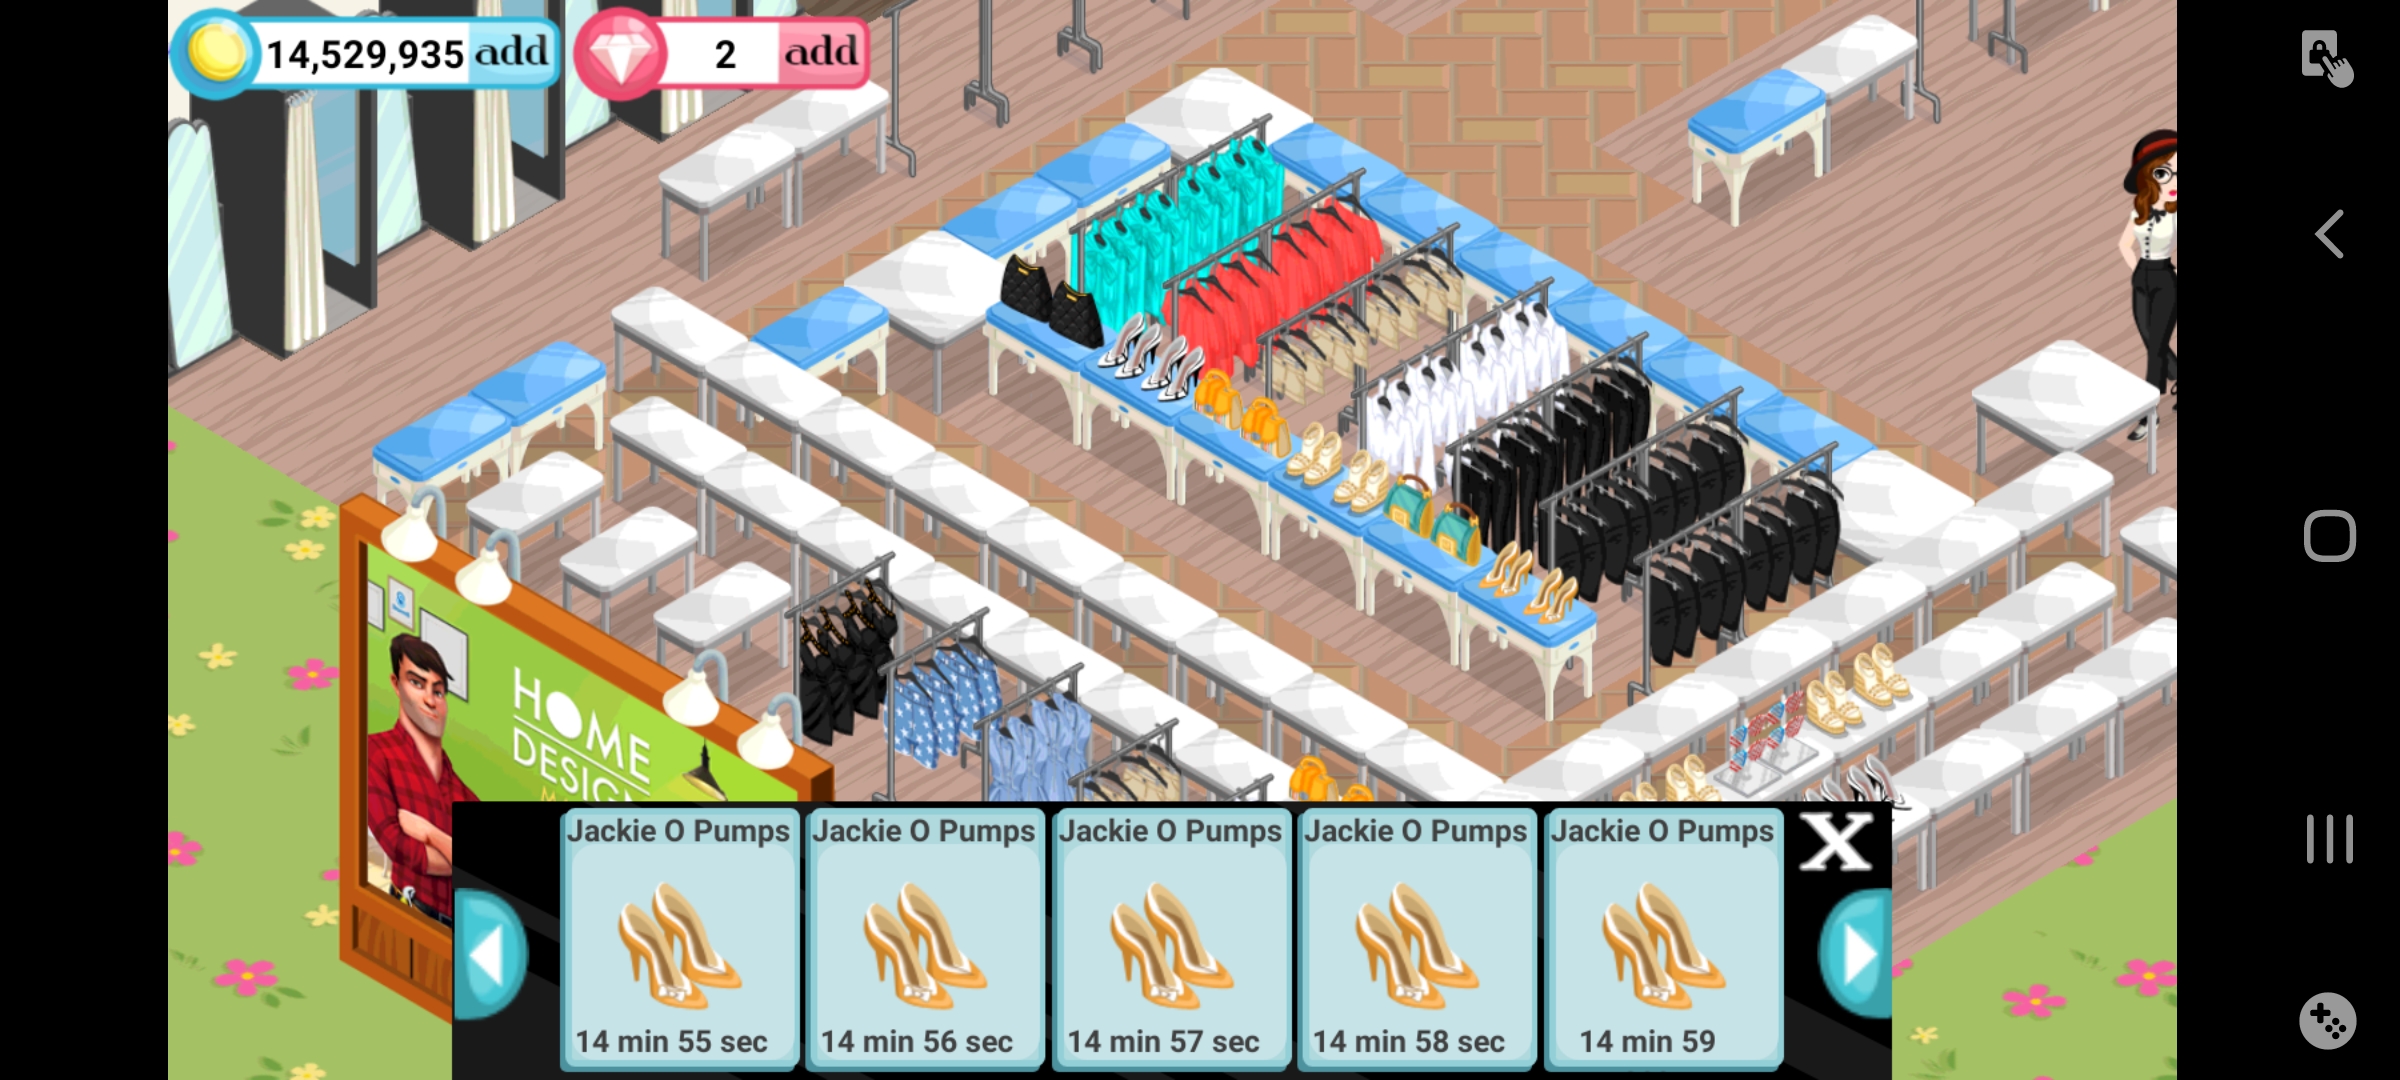 14,529,935 add
2 add
HOME
DESIGN
Jackie O Pumps
14 min 55 sec
Jackie O Pumps
14 min 56 sec
Jackie O Pumps
14 min 57 sec
Jackie O Pumps
14 min 58 sec
Jackie O Pumps
14 min 59
X